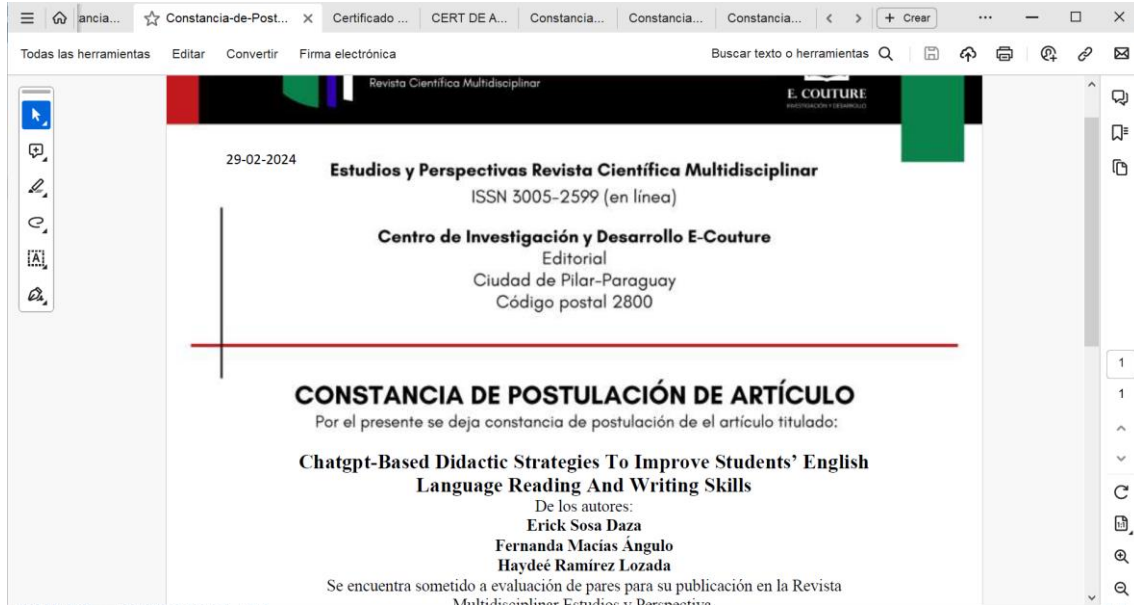 ancia...
Constancia-de-Post...
Certificado ...
CERT DE A...
Constancia...
Constancia...
Constancia...
+ Crear
Todas las herramientas
Editar
Convertir
Firma electrónica
Buscar texto o herramientas
Revista Científica Multidisciplinar
E. COUTURE
INVESTIGACIÓN Y DESARROLLO
29-02-2024
Estudios y Perspectivas Revista Científica Multidisciplinar
ISSN 3005-2599 (en línea)
Centro de Investigación y Desarrollo E-Couture
Editorial
Ciudad de Pilar-Paraguay
Código postal 2800
CONSTANCIA DE POSTULACIÓN DE ARTÍCULO
Por el presente se deja constancia de postulación de el artículo titulado:
Chatgpt-Based Didactic Strategies To Improve Students’ English
Language Reading And Writing Skills
De los autores:
Erick Sosa Daza
Fernanda Macías Ángulo
Haydeé Ramírez Lozada
Se encuentra sometido a evaluación de pares para su publicación en la Revista
Multidisciplinar Estudios y Perspectiva
1
1